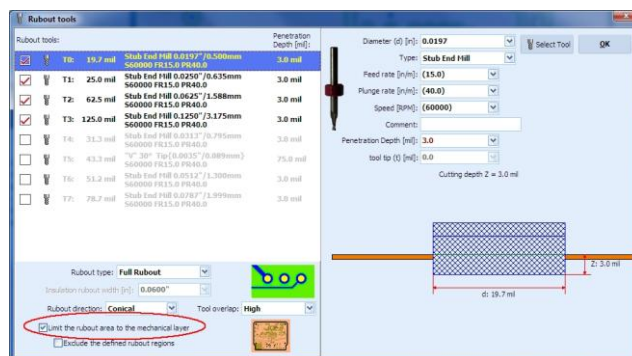 Rubout tools
Rubout tools:
Penetration
Depth [mil]:
T0: 19.7 mil Stub End Mill 0.0197"/0.500mm 3.0 mil
S60000 FR15.0 PR40.0
T1: 25.0 mil Stub End Mill 0.0250"/0.635mm 3.0 mil
S60000 FR15.0 PR40.0
T2: 62.5 mil Stub End Mill 0.0625"/1.588mm 3.0 mil
S60000 FR15.0 PR40.0
T3: 125.0 mil Stub End Mill 0.1250"/3.175mm 3.0 mil
S60000 FR15.0 PR40.0
T4: 31.3 mil Stub End Mill 0.0313"/0.795mm 3.0 mil
S60000 FR15.0 PR40.0
T5: 43.3 mil "V" 30° Tip(0.0035"/0.089mm) 75.0 mil
S60000 FR15.0 PR40.0
T6: 51.2 mil Stub End Mill 0.0512"/1.300mm 3.0 mil
S60000 FR15.0 PR40.0
T7: 78.7 mil Stub End Mill 0.0787"/1.999mm 3.0 mil
S60000 FR15.0 PR40.0
Rubout type: Full Rubout
Insulation rubout width [in]: 0.0600"
Rubout direction: Conical Tool overlap: High
Limit the rubout area to the mechanical layer
Exclude the defined rubout regions
Diameter (d) [in]: 0.0197 Select Tool OK
Type: Stub End Mill
Feed rate [in/m]: (15.0)
Plunge rate [in/m]: (40.0)
Speed [RPM]: (60000)
Comment:
Penetration Depth [mil]: 3.0
tool tip (t) [mil]: 0.0
Cutting depth Z = 3.0 mil
Z: 3.0 mil
d: 19.7 mil